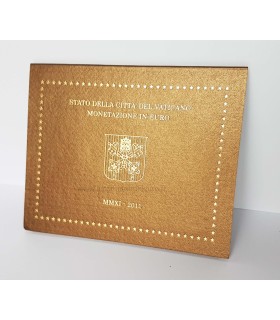 STATO DELLA CITTÀ DEL VATICANO
MONETAZIONE IN EURO
MMXI - 2011